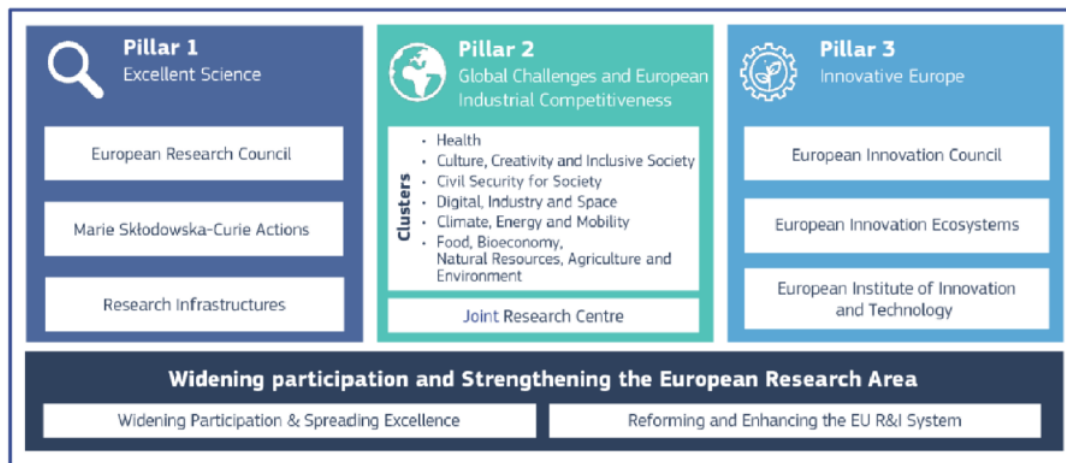 Pillar 1
Excellent Science
European Research Council
Marie Skłodowska-Curie Actions
Research Infrastructures
Pillar 2
Global Challenges and European
Industrial Competitiveness
Clusters
• Health
• Culture, Creativity and Inclusive Society
• Civil Security for Society
• Digital, Industry and Space
• Climate, Energy and Mobility
• Food, Bioeconomy,
Natural Resources, Agriculture and
Environment
Joint Research Centre
Pillar 3
Innovative Europe
European Innovation Council
European Innovation Ecosystems
European Institute of Innovation
and Technology
Widening participation and Strengthening the European Research Area
Widening Participation & Spreading Excellence
Reforming and Enhancing the EU R&I System